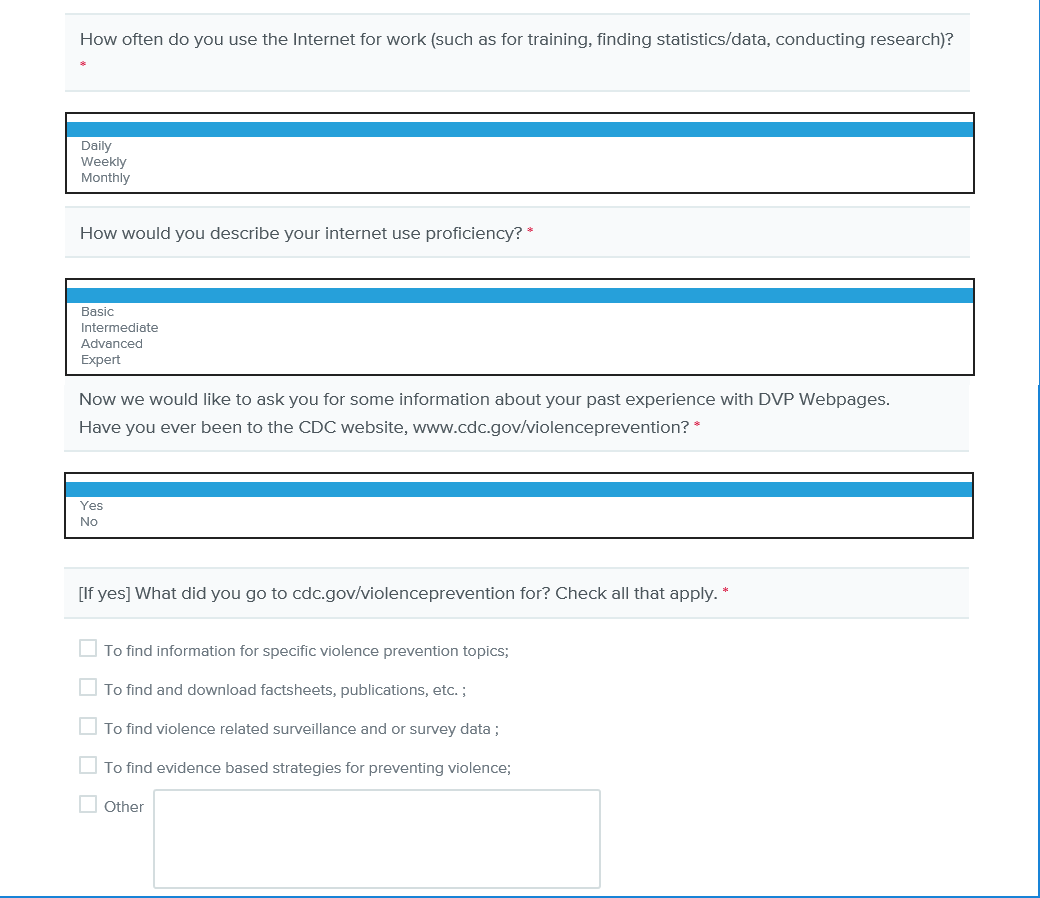 How often do you use the Internet for work (such as for training, finding statistics/data, conducting research)?
*
Daily
Weekly
Monthly
How would you describe your internet use proficiency? *
Basic
Intermediate
Advanced
Expert
Now we would like to ask you for some information about your past experience with DVP Webpages.
Have you ever been to the CDC website, www.cdc.gov/violenceprevention? *
Yes
No
[If yes] What did you go to cdc.gov/violenceprevention for? Check all that apply. *
To find information for specific violence prevention topics;
To find and download factsheets, publications, etc. ;
To find violence related surveillance and or survey data ;
To find evidence based strategies for preventing violence;
Other